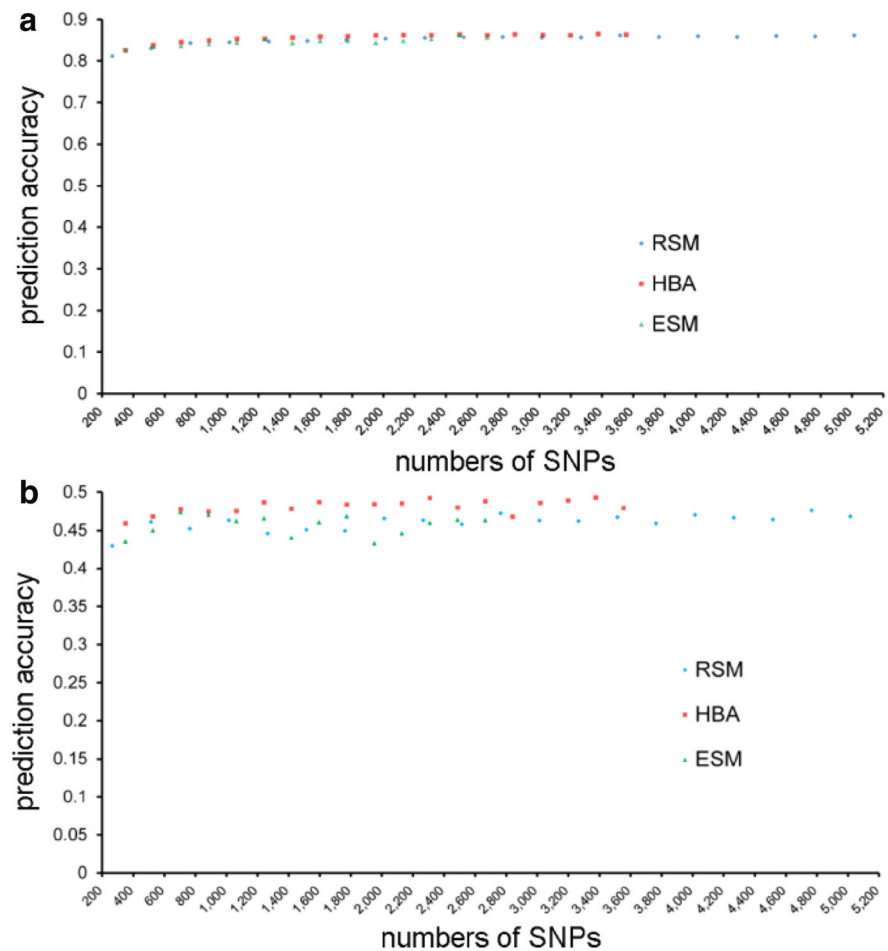 a
prediction accuracy
0.9
0.8
0.7
0.6
0.5
0.4
0.3
0.2
0.1
0
RSM
HBA
ESM
200 400 600 800 1,000 1,200 1,400 1,600 1,800 2,000 2,200 2,400 2,600 2,800 3,000 3,200 3,400 3,600 3,800 4,000 4,200 4,400 4,600 4,800 5,000 5,200
numbers of SNPs
b
prediction accuracy
0.5
0.45
0.4
0.35
0.3
0.25
0.2
0.15
0.1
0.05
0
RSM
HBA
ESM
200 400 600 800 1,000 1,200 1,400 1,600 1,800 2,000 2,200 2,400 2,600 2,800 3,000 3,200 3,400 3,600 3,800 4,000 4,200 4,400 4,600 4,800 5,000 5,200
numbers of SNPs